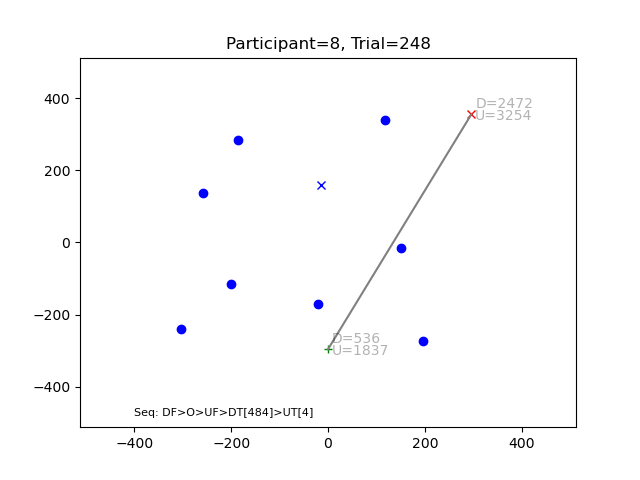 Participant=8, Trial=248
D=2472
U=3254
D=536
U=1837
Seq: DF>O>UF>DT[484]>UT[4]
400
200
0
−200
−400
−400
−200
0
200
400